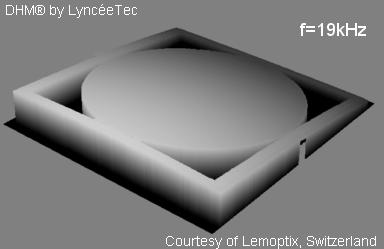 DHM® by LyncéeTec
f=19kHz
Courtesy of Lemoptix, Switzerland